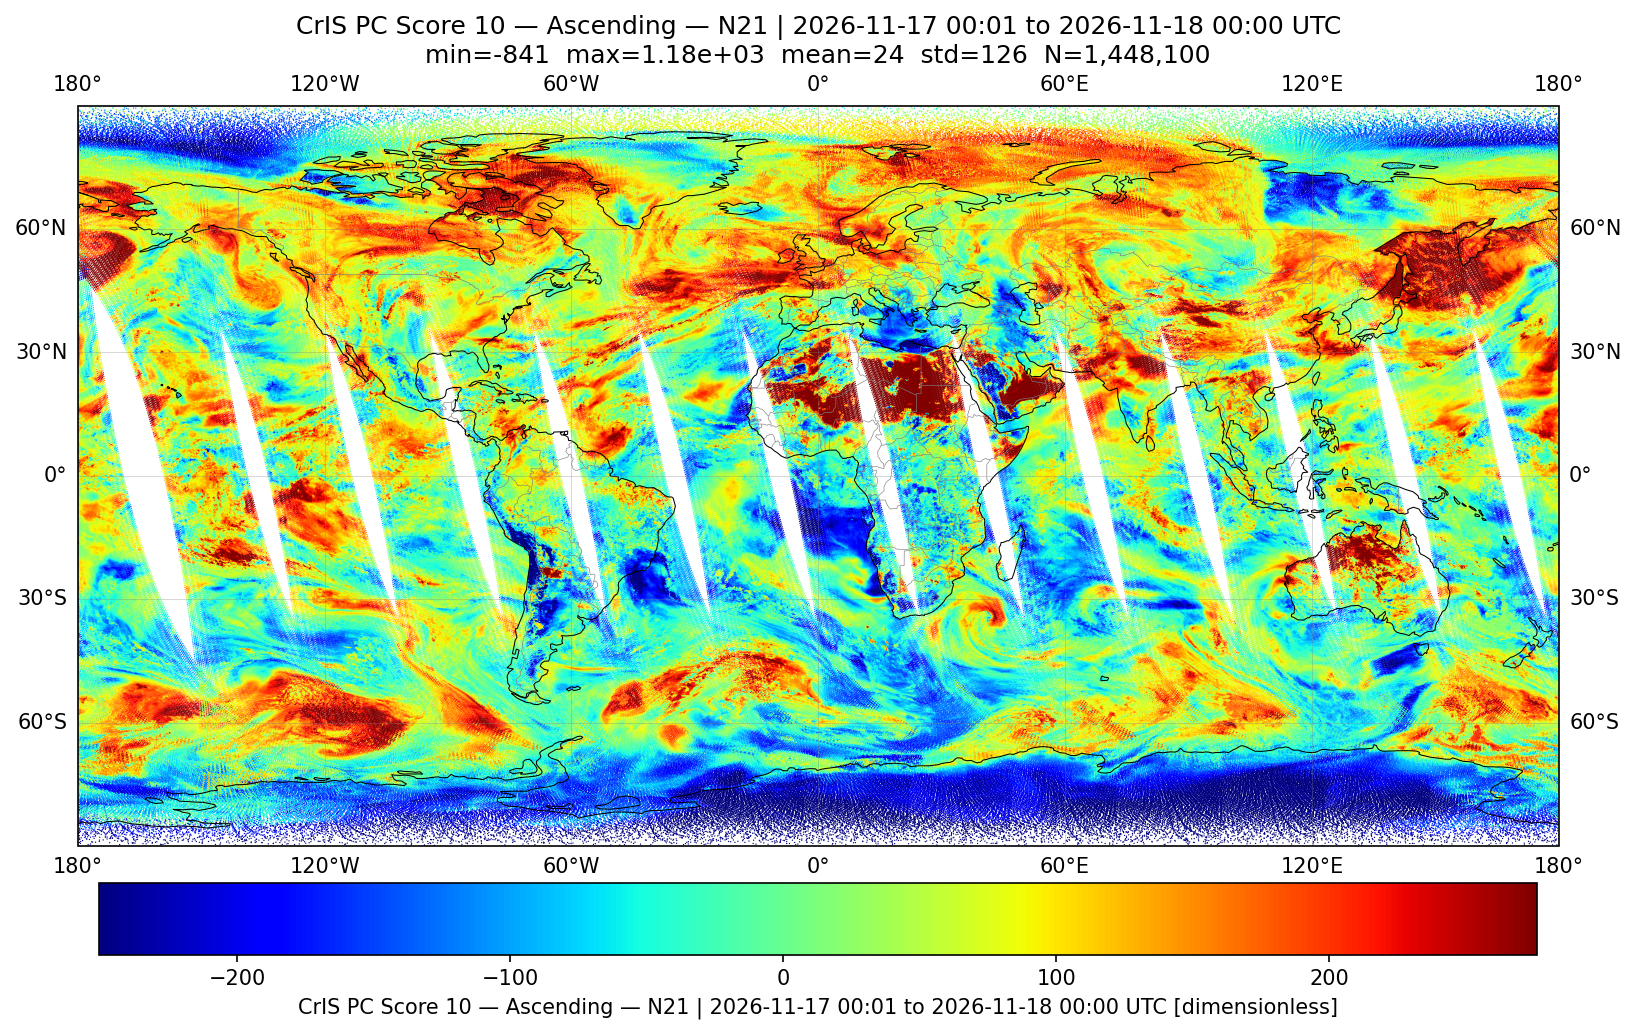 CrIS PC Score 10 — Ascending — N21 | 2026-11-17 00:01 to 2026-11-18 00:00 UTC
min=-841  max=1.18e+03  mean=24  std=126  N=1,448,100
180° 120°W 60°W 0° 60°E 120°E 180°
60°N 60°N
30°N 30°N
0° 0°
30°S 30°S
60°S 60°S
180° 120°W 60°W 0° 60°E 120°E 180°
−200 −100 0 100 200
CrIS PC Score 10 — Ascending — N21 | 2026-11-17 00:01 to 2026-11-18 00:00 UTC [dimensionless]